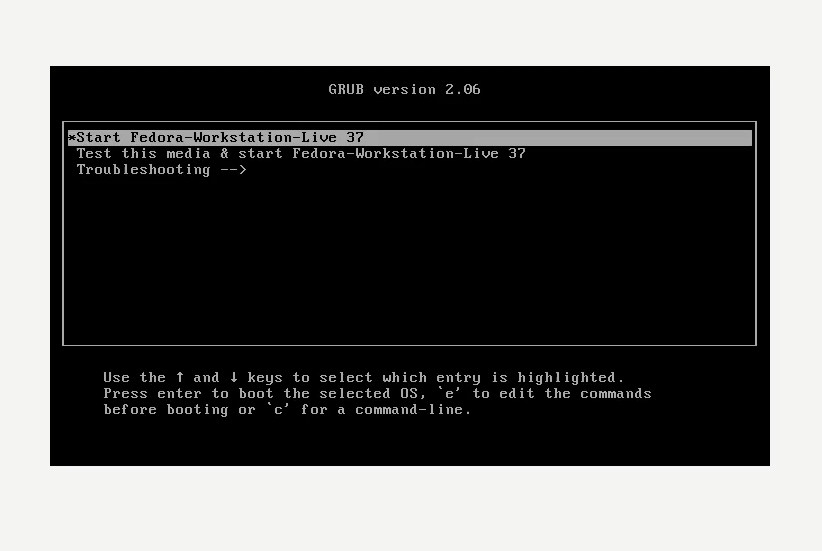 GRUB version 2.06
*Start Fedora-Workstation-Live 37
Test this media & start Fedora-Workstation-Live 37
Troubleshooting -->
Use the ↑ and ↓ keys to select which entry is highlighted.
Press enter to boot the selected OS, `e' to edit the commands
before booting or `c' for a command-line.